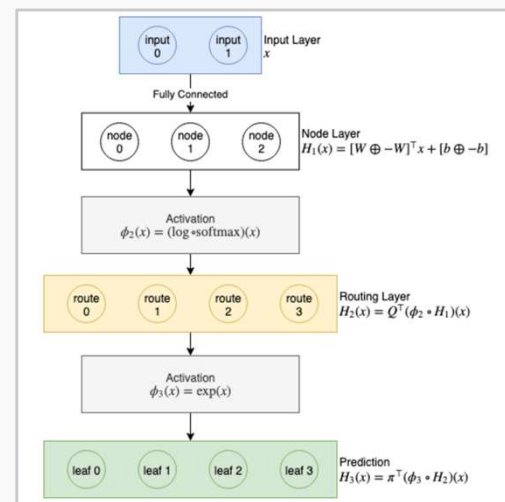 input
0
input
1
Input Layer
x
Fully Connected
node
0
node
1
node
2
Node Layer
H₁(x) = [W ⊕ −W]ᵀx + [b ⊕ −b]
Activation
ϕ₂(x) = (log∘softmax)(x)
route
0
route
1
route
2
route
3
Routing Layer
H₂(x) = Qᵀ(ϕ₂ ∘ H₁)(x)
Activation
ϕ₃(x) = exp(x)
leaf 0
leaf 1
leaf 2
leaf 3
Prediction
H₃(x) = πᵀ(ϕ₃ ∘ H₂)(x)